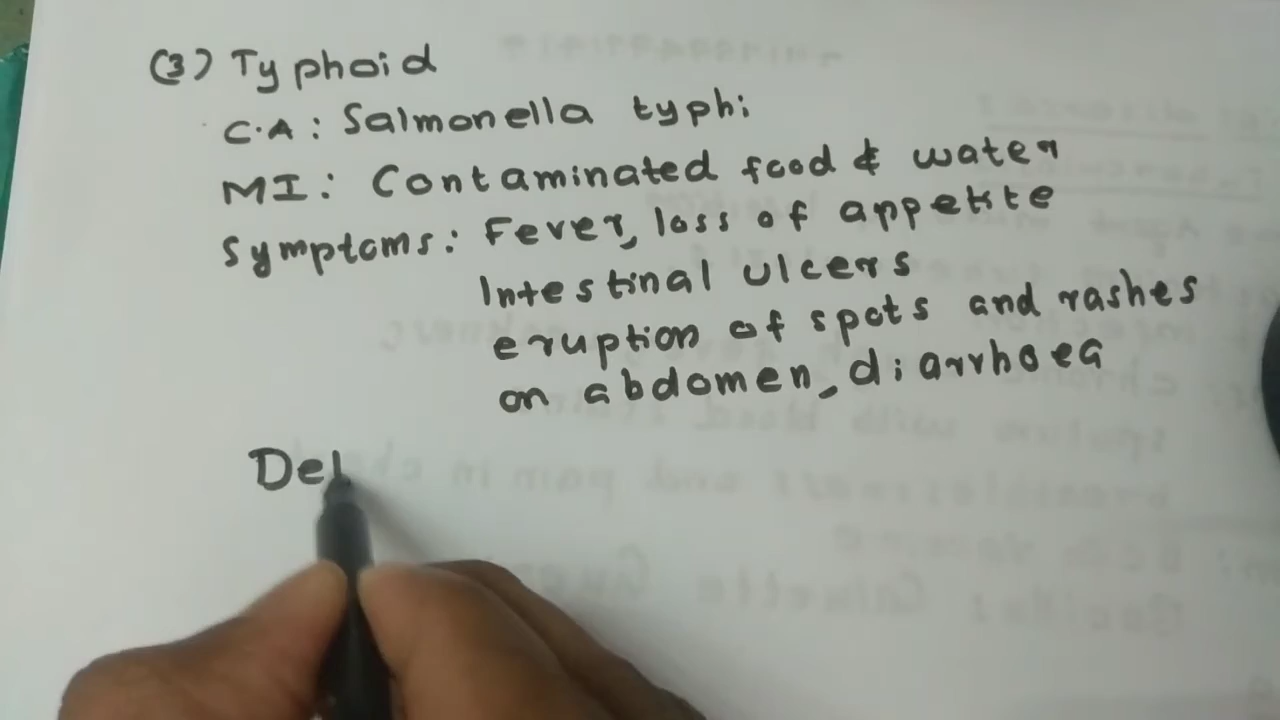 (3) Typhoid
C.A: Salmonella typhi
MI: Contaminated food & water
Symptoms: Fever, loss of appetite
Intestinal ulcers
eruption of spots and rashes
on abdomen, diarrhoea
Del